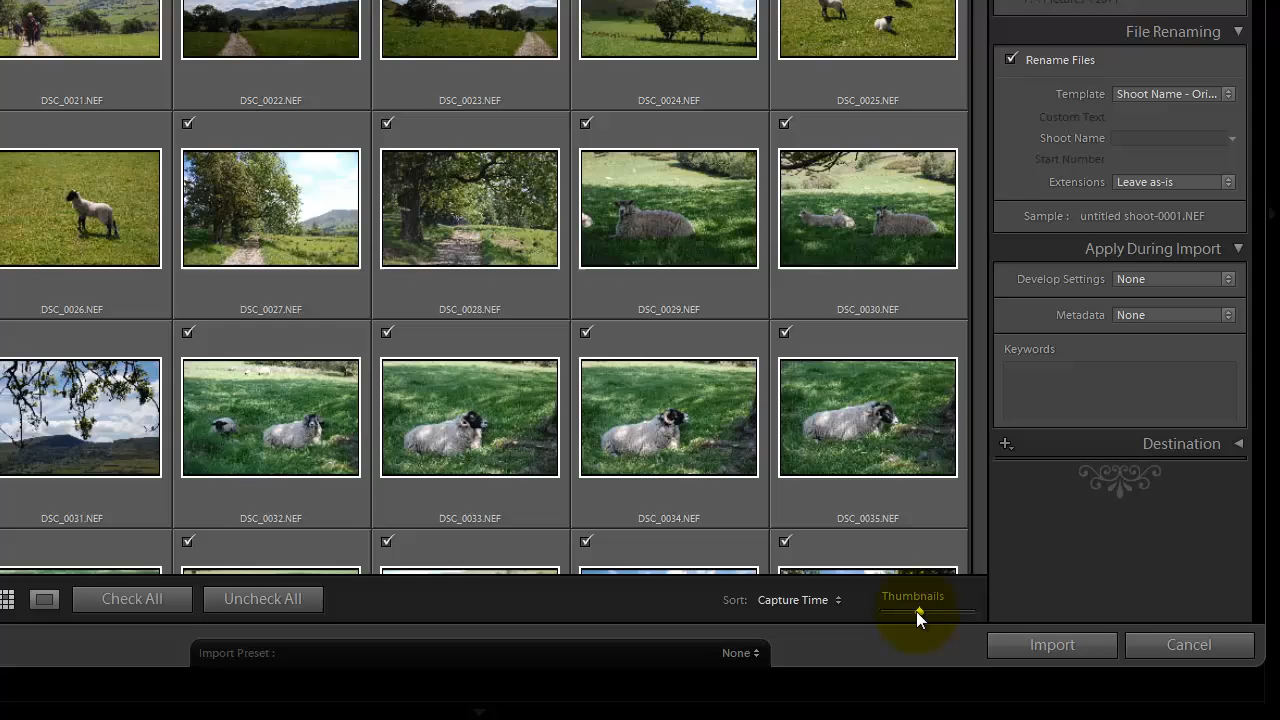 File Renaming
Rename Files
Template Shoot Name - Ori...
Custom Text
Shoot Name
Start Number
Extensions Leave as-is
Sample : untitled shoot-0001.NEF
Apply During Import
Develop Settings None
Metadata None
Keywords
Destination
DSC_0021.NEF DSC_0022.NEF DSC_0023.NEF DSC_0024.NEF DSC_0025.NEF
DSC_0026.NEF DSC_0027.NEF DSC_0028.NEF DSC_0029.NEF DSC_0030.NEF
DSC_0031.NEF DSC_0032.NEF DSC_0033.NEF DSC_0034.NEF DSC_0035.NEF
Check All Uncheck All Sort: Capture Time Thumbnails
Import Preset : None Import Cancel